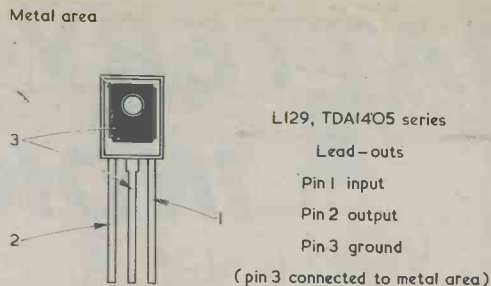 Metal area
3
2
1
L129, TDA1405 series
Lead-outs
Pin 1 input
Pin 2 output
Pin 3 ground
(pin 3 connected to metal area)